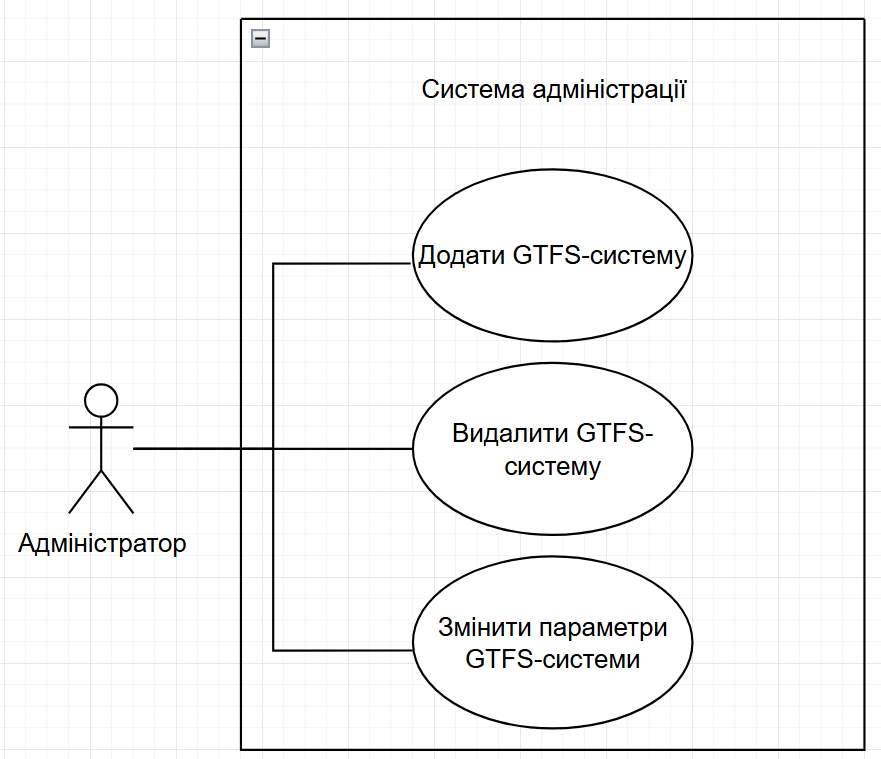 Система адміністрації
Додати GTFS-систему
Видалити GTFS-
систему
Адміністратор
Змінити параметри
GTFS-системи